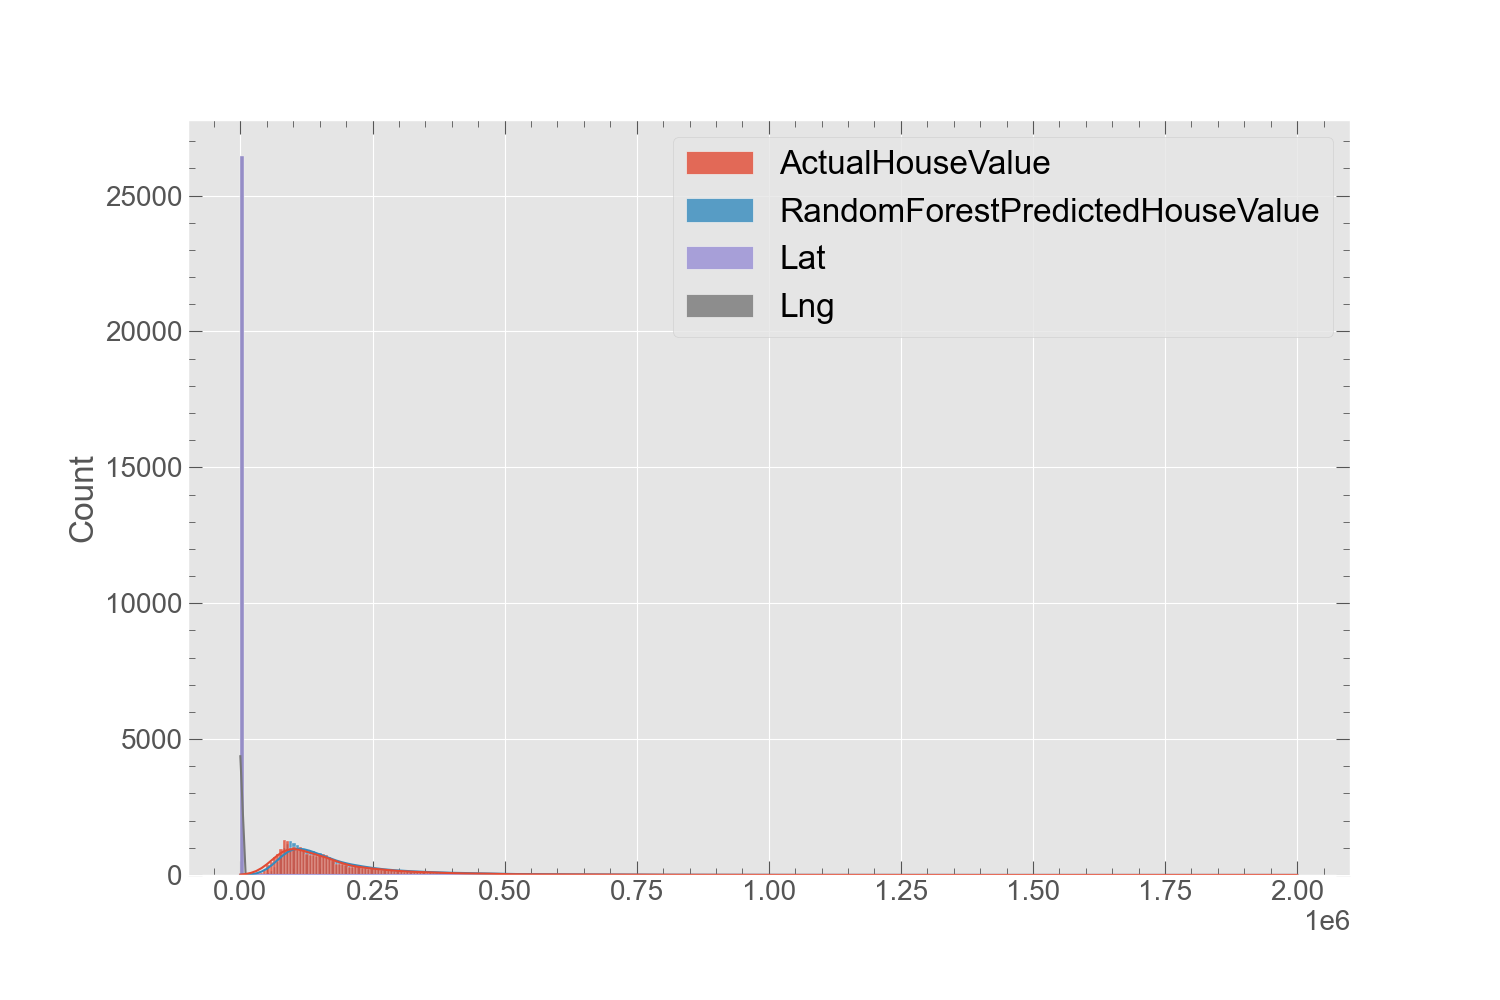 ActualHouseValue
RandomForestPredictedHouseValue
Lat
Lng
Count
25000
20000
15000
10000
5000
0
0.00 0.25 0.50 0.75 1.00 1.25 1.50 1.75 2.00
1e6